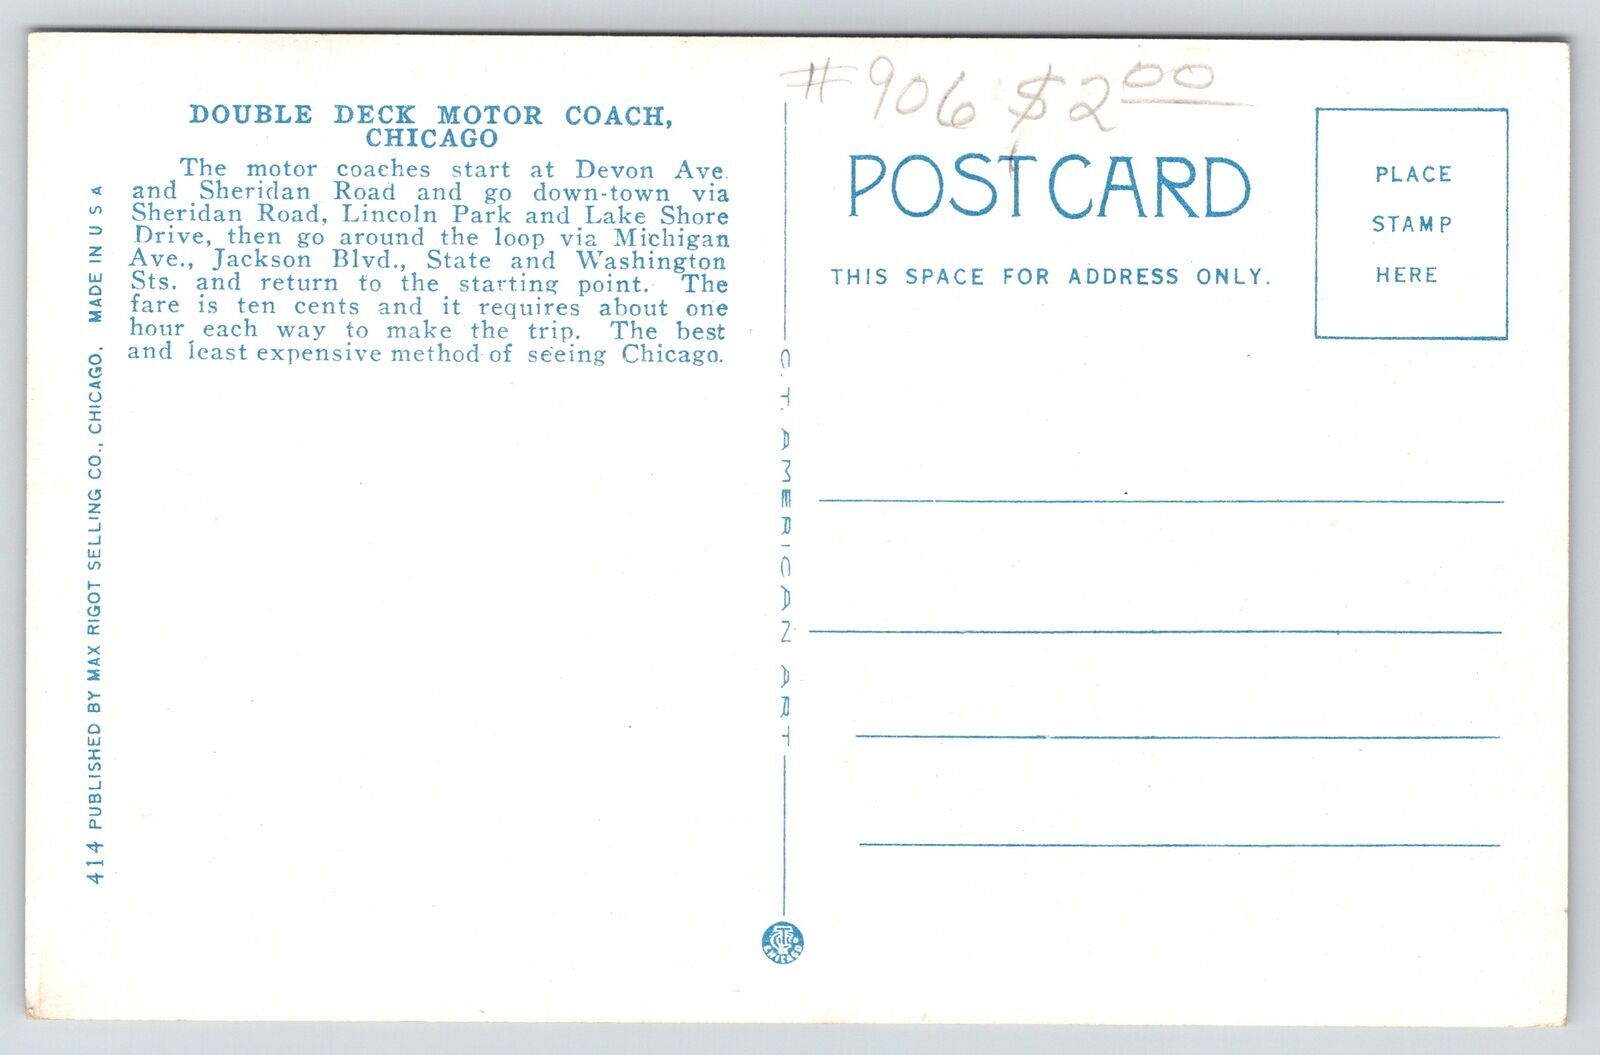 #906 $2 00
DOUBLE DECK MOTOR COACH,
CHICAGO
The motor coaches start at Devon Ave.
and Sheridan Road and go down-town via
Sheridan Road, Lincoln Park and Lake Shore
Drive, then go around the loop via Michigan
Ave., Jackson Blvd., State and Washington
Sts. and return to the starting point. The
fare is ten cents and it requires about one
hour each way to make the trip. The best
and least expensive method of seeing Chicago.
414 PUBLISHED BY MAX RIGOT SELLING CO., CHICAGO. MADE IN U S A
C. T. AMERICAN ART
POST CARD
THIS SPACE FOR ADDRESS ONLY.
PLACE
STAMP
HERE
CHICAGO